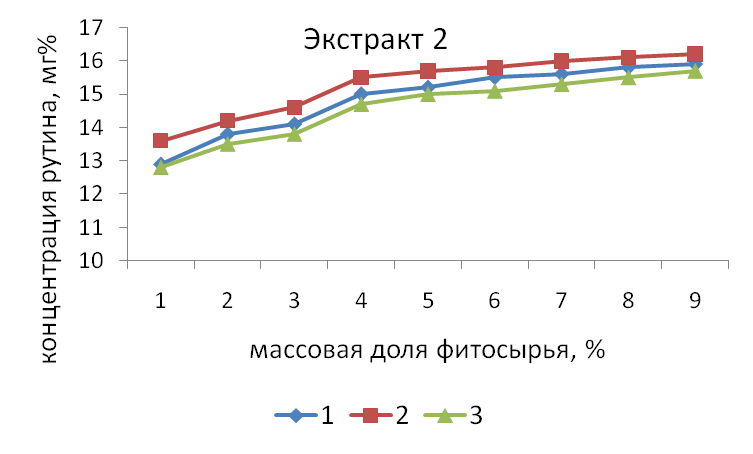 Экстракт 2
концентрация рутина, мг%
17
16
15
14
13
12
11
10
1 2 3 4 5 6 7 8 9
массовая доля фитосырья, %
1 2 3